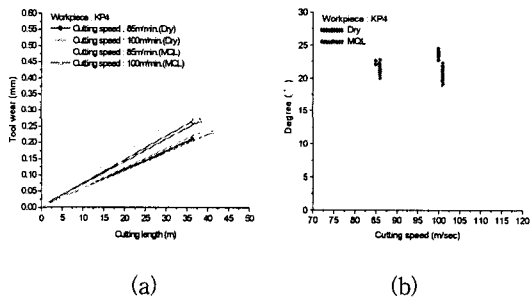 Workpiece : KP4
Cutting speed : 85m/min.(Dry)
Cutting speed : 100m/min.(Dry)
Cutting speed : 85m/min.(MQL)
Cutting speed : 100m/min.(MQL)
Tool wear (mm)
0.60
0.55
0.50
0.45
0.40
0.35
0.30
0.25
0.20
0.15
0.10
0.05
0.00
0 5 10 15 20 25 30 35 40 45 50
Cutting length (m)
(a)
Workpiece : KP4
Dry
MQL
Degree (°)
30
25
20
15
10
5
0
70 75 80 85 90 95 100 105 110 115 120
Cutting speed (m/sec)
(b)